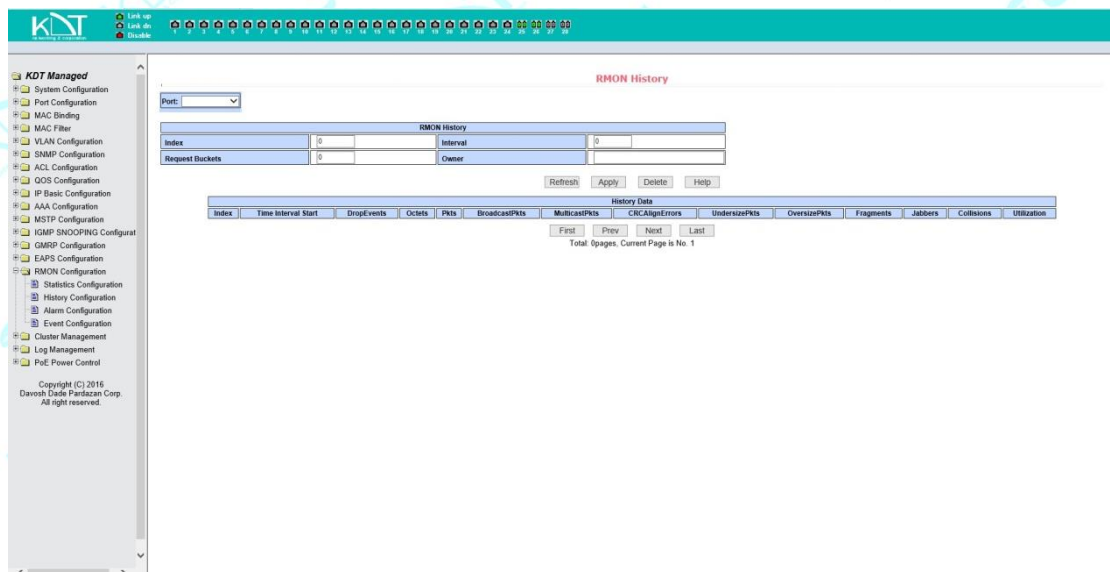 KDT
Link up
Link dn
Disable
1 2 3 4 5 6 7 8 9 10 11 12 13 14 15 16 17 18 19 20 21 22 23 24 25 26 27 28
KDT Managed
System Configuration
Port Configuration
MAC Binding
MAC Filter
VLAN Configuration
SNMP Configuration
ACL Configuration
QOS Configuration
IP Basic Configuration
AAA Configuration
MSTP Configuration
IGMP SNOOPING Configurat
GMRP Configuration
EAPS Configuration
RMON Configuration
Statistics Configuration
History Configuration
Alarm Configuration
Event Configuration
Cluster Management
Log Management
PoE Power Control
Copyright (C) 2016
Davosh Dade Pardazan Corp.
All right reserved.
RMON History
Port:
RMON History
Index 0 Interval 0
Request Buckets 0 Owner
Refresh Apply Delete Help
History Data
Index Time Interval Start DropEvents Octets Pkts BroadcastPkts MulticastPkts CRCAlignErrors UndersizePkts OversizePkts Fragments Jabbers Collisions Utilization
First Prev Next Last
Total: 0pages, Current Page is No. 1